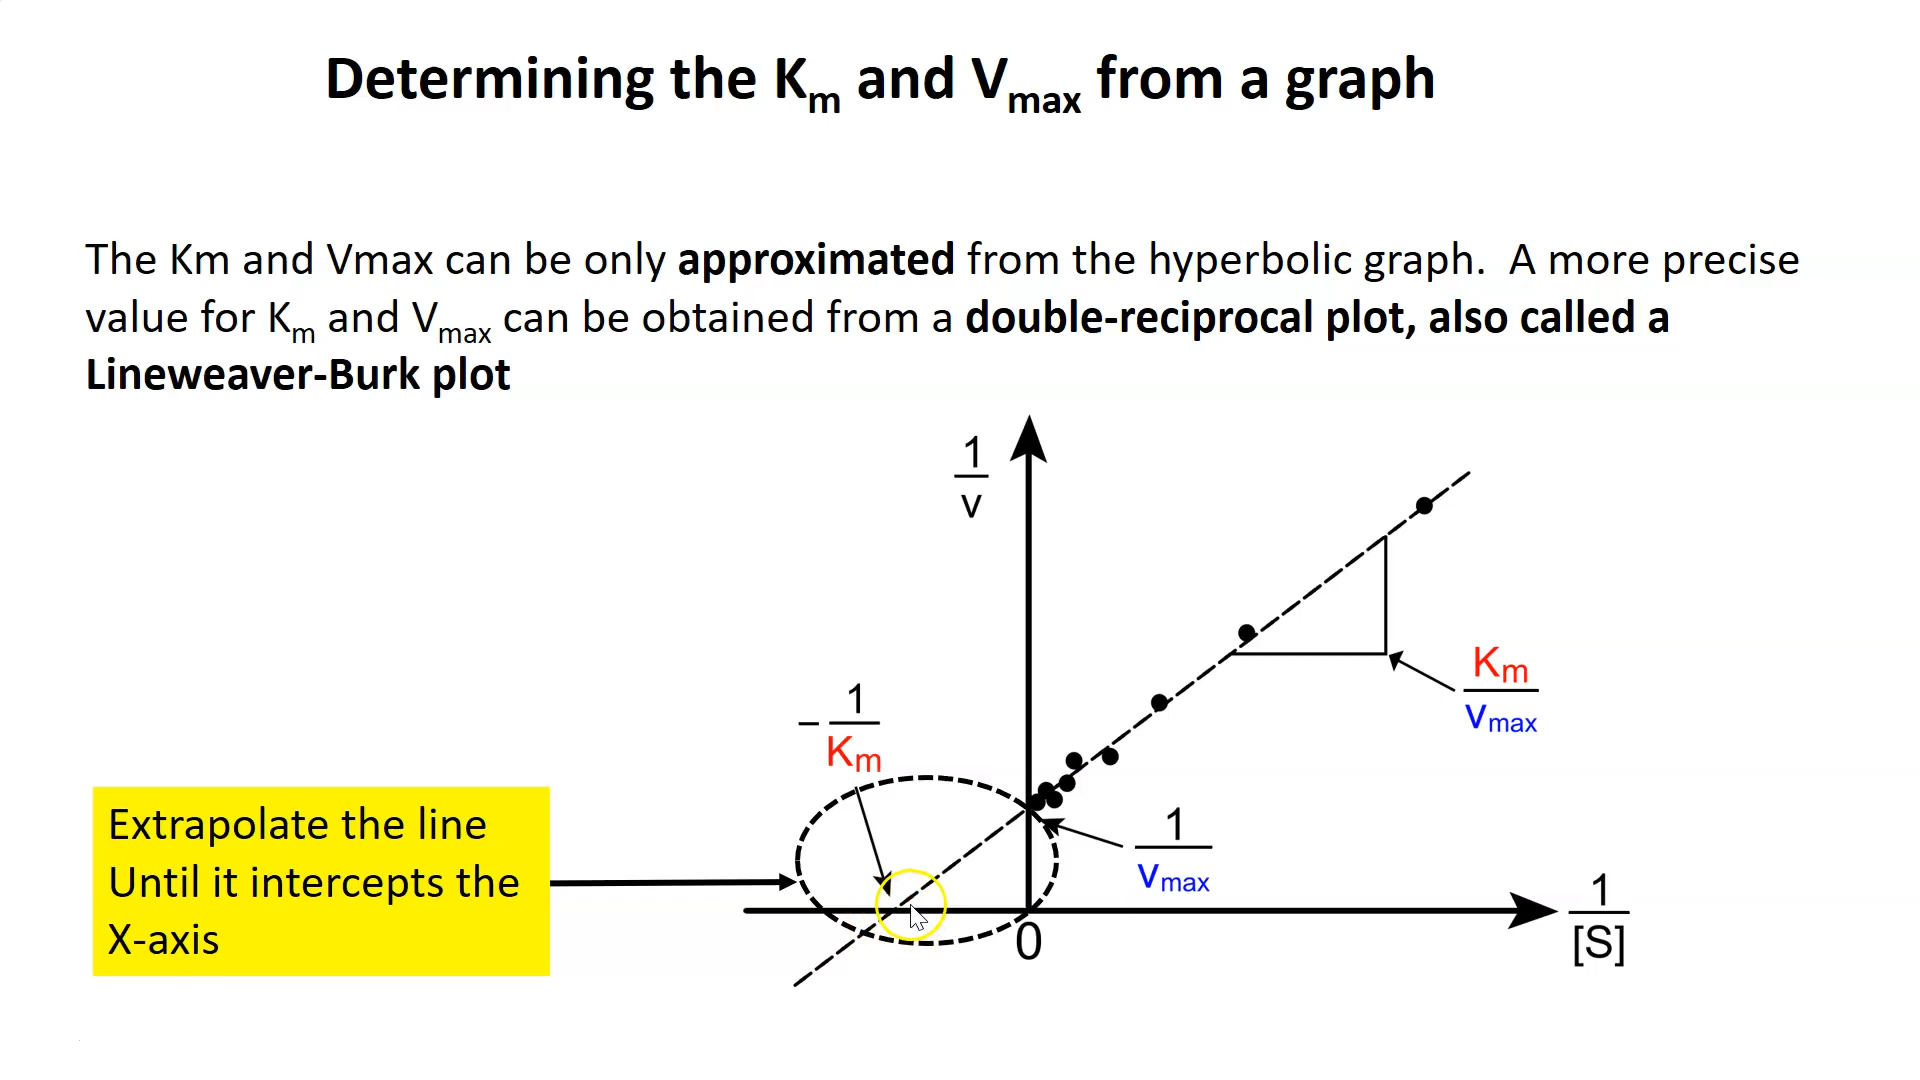 Determining the Km and Vmax from a graph
The Km and Vmax can be only approximated from the hyperbolic graph.  A more precise
value for Km and Vmax can be obtained from a double-reciprocal plot, also called a
Lineweaver-Burk plot
1
v
Km
vmax
- 1
Km
Extrapolate the line
Until it intercepts the
X-axis
1
vmax
0
1
[S]